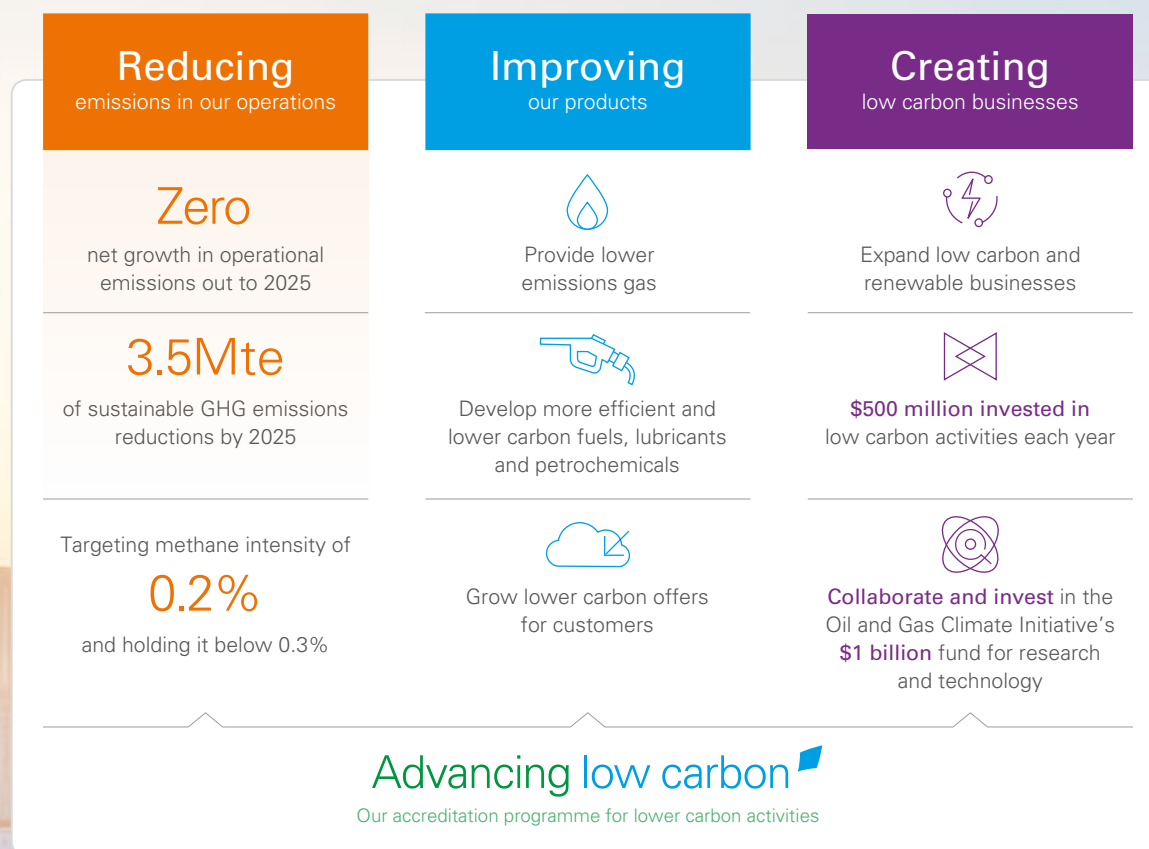 Reducing
emissions in our operations
Zero
net growth in operational
emissions out to 2025
3.5Mte
of sustainable GHG emissions
reductions by 2025
Targeting methane intensity of
0.2%
and holding it below 0.3%
Improving
our products
Provide lower
emissions gas
Develop more efficient and
lower carbon fuels, lubricants
and petrochemicals
Grow lower carbon offers
for customers
Creating
low carbon businesses
Expand low carbon and
renewable businesses
$500 million invested in
low carbon activities each year
Collaborate and invest in the
Oil and Gas Climate Initiative's
$1 billion fund for research
and technology
Advancing low carbon
Our accreditation programme for lower carbon activities